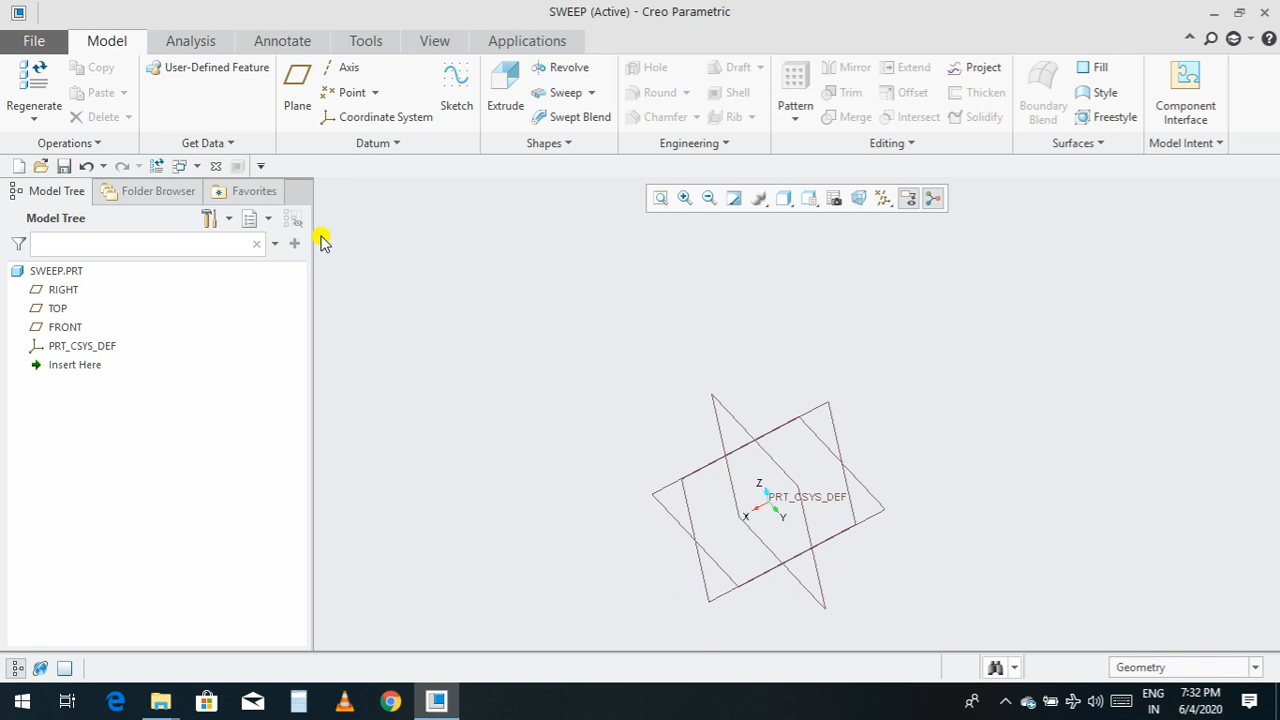 SWEEP (Active) - Creo Parametric
File Model Analysis Annotate Tools View Applications
Regenerate
Copy
Paste
Delete
Operations
User-Defined Feature
Get Data
Plane
Axis
Point
Coordinate System
Sketch
Datum
Extrude
Revolve
Sweep
Swept Blend
Shapes
Hole
Round
Chamfer
Draft
Shell
Rib
Engineering
Pattern
Mirror
Trim
Merge
Extend
Offset
Intersect
Project
Thicken
Solidify
Editing
Boundary
Blend
Fill
Style
Freestyle
Surfaces
Component
Interface
Model Intent
Model Tree Folder Browser Favorites
Model Tree
SWEEP.PRT
RIGHT
TOP
FRONT
PRT_CSYS_DEF
Insert Here
Z
PRT_CSYS_DEF
X
Y
Geometry
ENG
IN
7:32 PM
6/4/2020